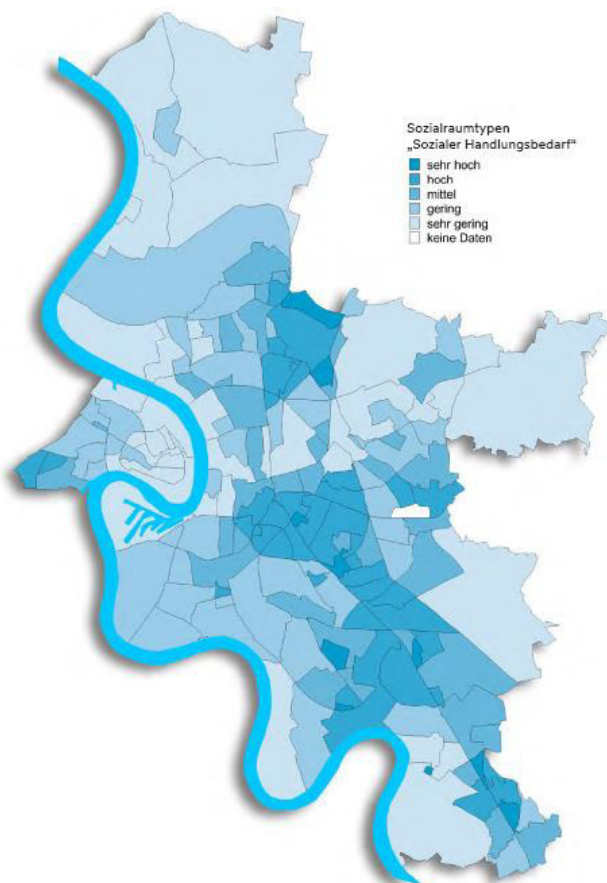 Sozialraumtypen
„Sozialer Handlungsbedarf“
sehr hoch
hoch
mittel
gering
sehr gering
keine Daten